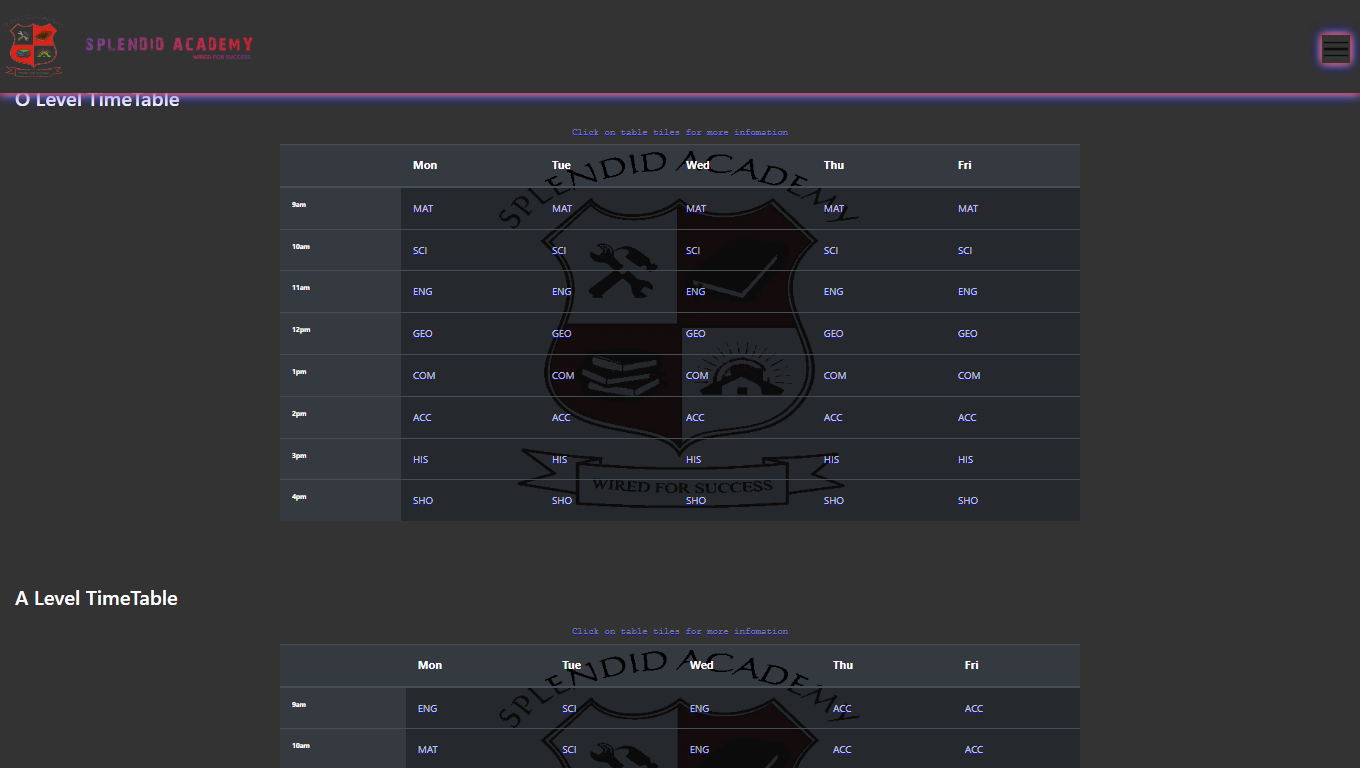 SPLENDID ACADEMY
WIRED FOR SUCCESS
O Level TimeTable
Click on table tiles for more infomation
Mon Tue Wed Thu Fri
9am MAT MAT MAT MAT MAT
10am SCI SCI SCI SCI SCI
11am ENG ENG ENG ENG ENG
12pm GEO GEO GEO GEO GEO
1pm COM COM COM COM COM
2pm ACC ACC ACC ACC ACC
3pm HIS HIS HIS HIS HIS
4pm SHO SHO SHO SHO SHO
SPLENDID ACADEMY
WIRED FOR SUCCESS
A Level TimeTable
Click on table tiles for more infomation
Mon Tue Wed Thu Fri
9am ENG SCI ENG ACC ACC
10am MAT SCI ENG ACC ACC
SPLENDID ACADEMY